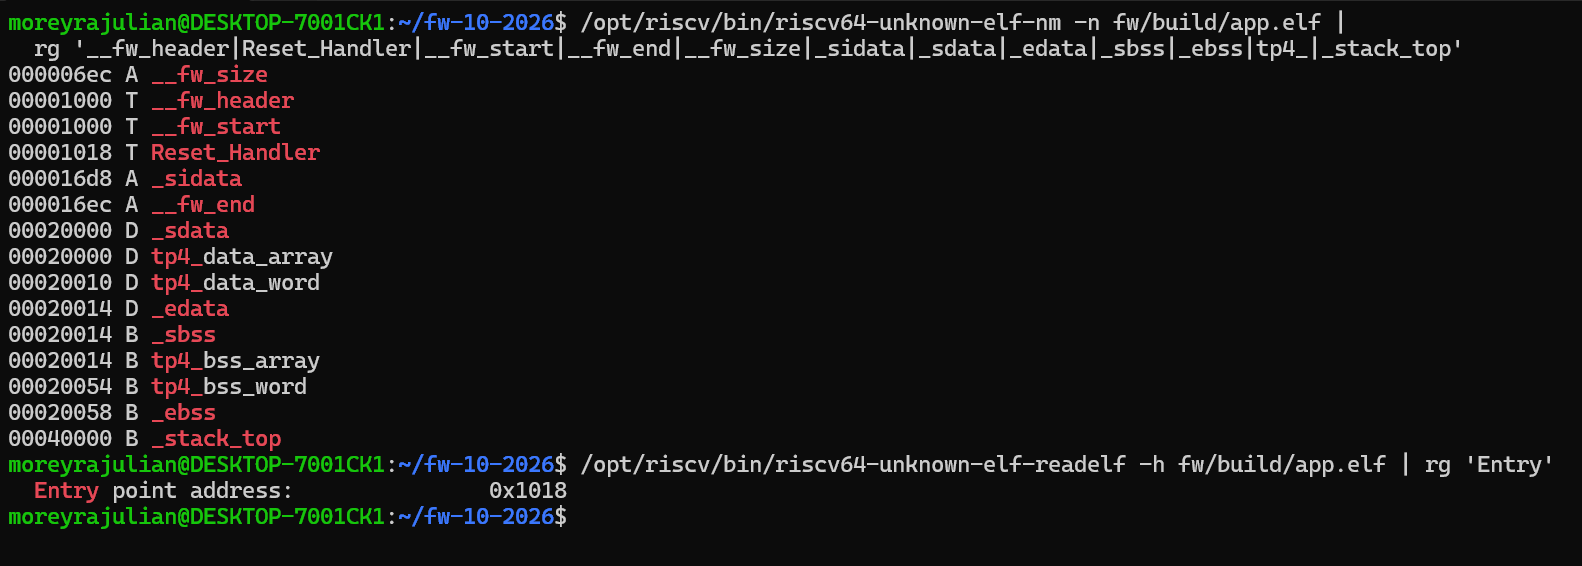 moreyrajulian@DESKTOP-7001CK1:~/fw-10-2026$ /opt/riscv/bin/riscv64-unknown-elf-nm -n fw/build/app.elf |
  rg '__fw_header|Reset_Handler|__fw_start|__fw_end|__fw_size|_sidata|_sdata|_edata|_sbss|_ebss|tp4_|_stack_top'
000006ec A __fw_size
00001000 T __fw_header
00001000 T __fw_start
00001018 T Reset_Handler
000016d8 A _sidata
000016ec A __fw_end
00020000 D _sdata
00020000 D tp4_data_array
00020010 D tp4_data_word
00020014 D _edata
00020014 B _sbss
00020014 B tp4_bss_array
00020054 B tp4_bss_word
00020058 B _ebss
00040000 B _stack_top
moreyrajulian@DESKTOP-7001CK1:~/fw-10-2026$ /opt/riscv/bin/riscv64-unknown-elf-readelf -h fw/build/app.elf | rg 'Entry'
  Entry point address:               0x1018
moreyrajulian@DESKTOP-7001CK1:~/fw-10-2026$